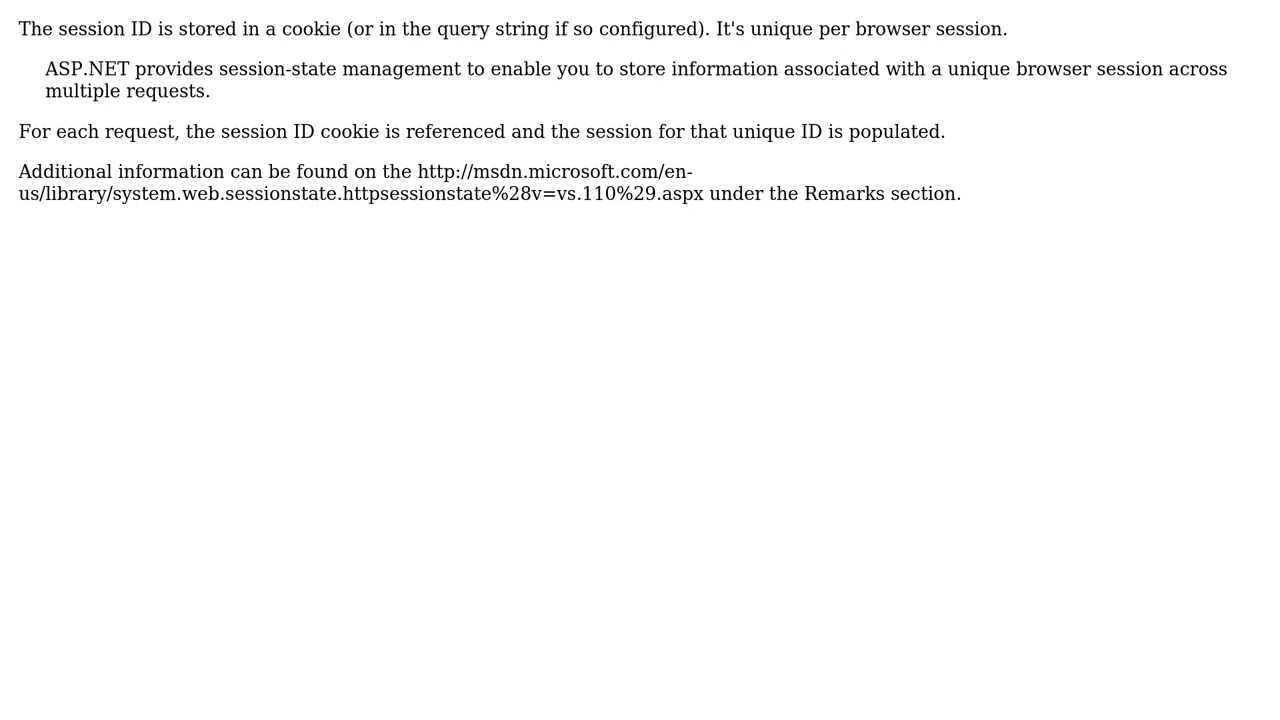 The session ID is stored in a cookie (or in the query string if so configured). It's unique per browser session.
ASP.NET provides session-state management to enable you to store information associated with a unique browser session across
multiple requests.
For each request, the session ID cookie is referenced and the session for that unique ID is populated.
Additional information can be found on the http://msdn.microsoft.com/en-
us/library/system.web.sessionstate.httpsessionstate%28v=vs.110%29.aspx under the Remarks section.